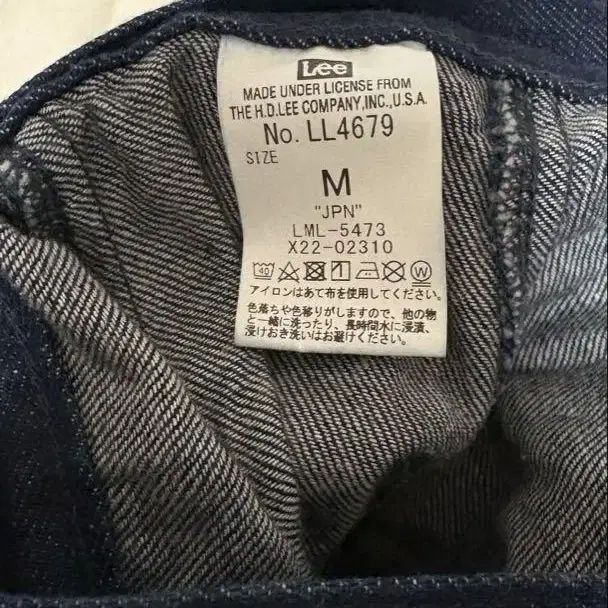 Lee
MADE UNDER LICENSE FROM
THE H.D.LEE COMPANY,INC.,U.S.A.
No. LL4679
SIZE
M
"JPN"
LML-5473
X22-02310
40 W
アイロンはあて布を使用してください。
色落ちや色移りがしますので、他の物
と一緒に洗ったり、長時間水に浸漬、
浸けおき洗いはお避けください。